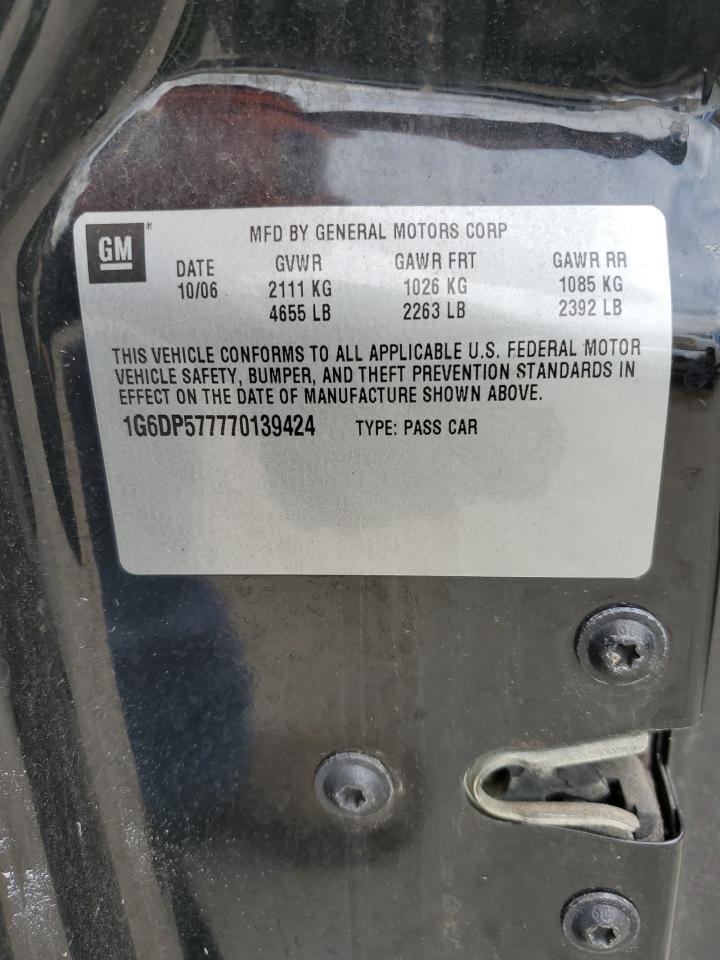 GM
MFD BY GENERAL MOTORS CORP
DATE GVWR GAWR FRT GAWR RR
10/06 2111 KG 1026 KG 1085 KG
4655 LB 2263 LB 2392 LB
THIS VEHICLE CONFORMS TO ALL APPLICABLE U.S. FEDERAL MOTOR
VEHICLE SAFETY, BUMPER, AND THEFT PREVENTION STANDARDS IN
EFFECT ON THE DATE OF MANUFACTURE SHOWN ABOVE.
1G6DP577770139424 TYPE: PASS CAR